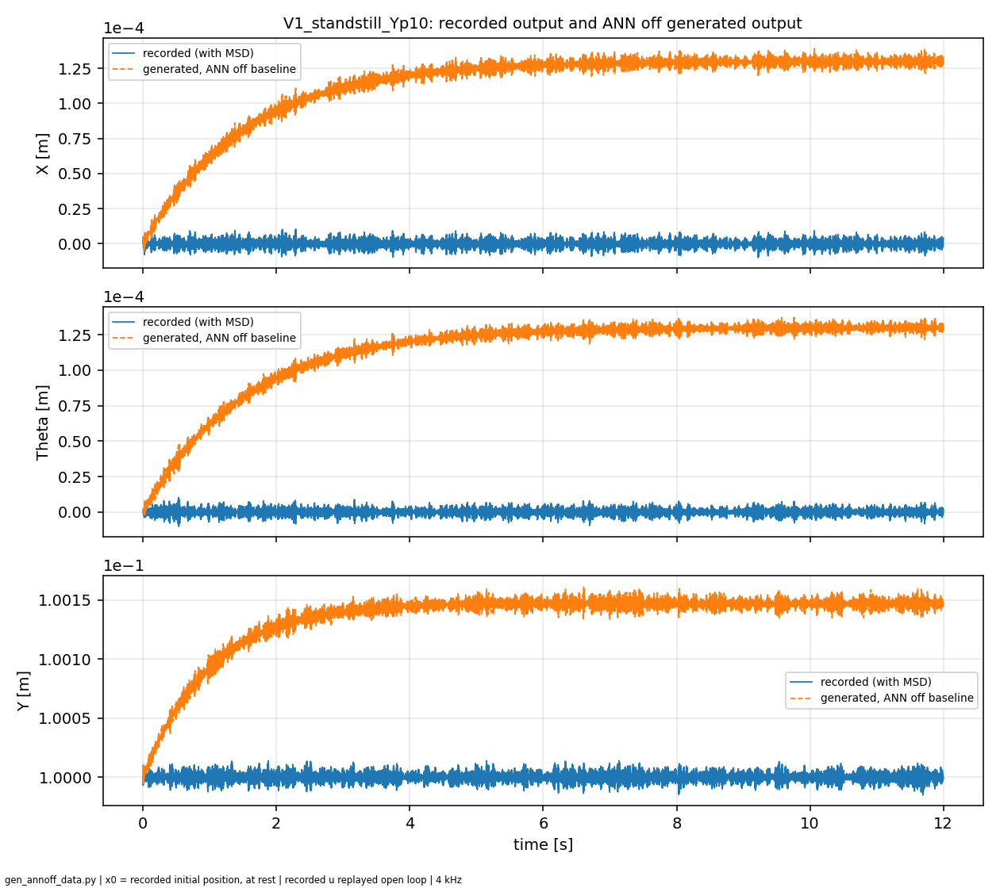 V1_standstill_Yp10: recorded output and ANN off generated output
1e−4
recorded (with MSD)
generated, ANN off baseline
1.25
1.00
0.75
0.50
0.25
0.00
X [m]
1e−4
recorded (with MSD)
generated, ANN off baseline
1.25
1.00
0.75
0.50
0.25
0.00
Theta [m]
1e−1
1.0015
1.0010
1.0005
1.0000
Y [m]
recorded (with MSD)
generated, ANN off baseline
0 2 4 6 8 10 12
time [s]
gen_annoff_data.py | x0 = recorded initial position, at rest | recorded u replayed open loop | 4 kHz